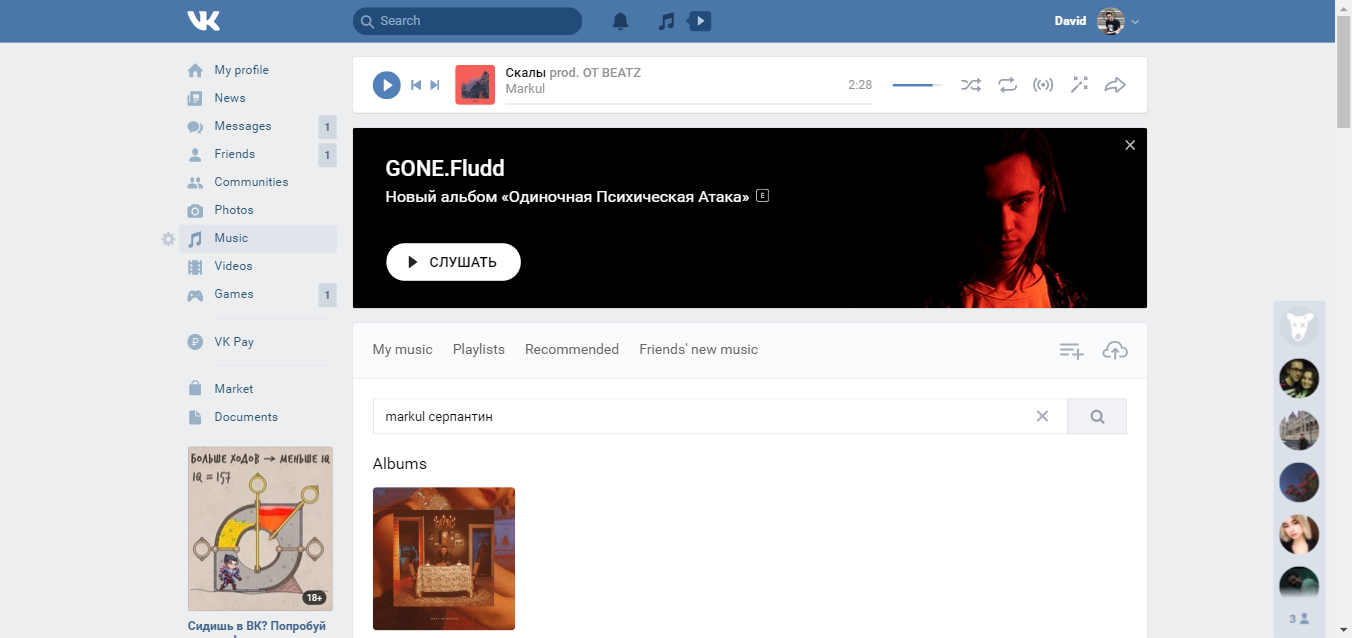 VK
Search
David
My profile
News
Messages 1
Friends 1
Communities
Photos
Music
Videos
Games 1
VK Pay
Market
Documents
БОЛЬШЕ ХОДОВ → МЕНЬШЕ IQ
IQ = 157
18+
Сидишь в ВК? Попробуй
Скалы prod. OT BEATZ
Markul
2:28
GONE.Fludd
Новый альбом «Одиночная Психическая Атака» E
СЛУШАТЬ
My music Playlists Recommended Friends' new music
markul серпантин
Albums
3